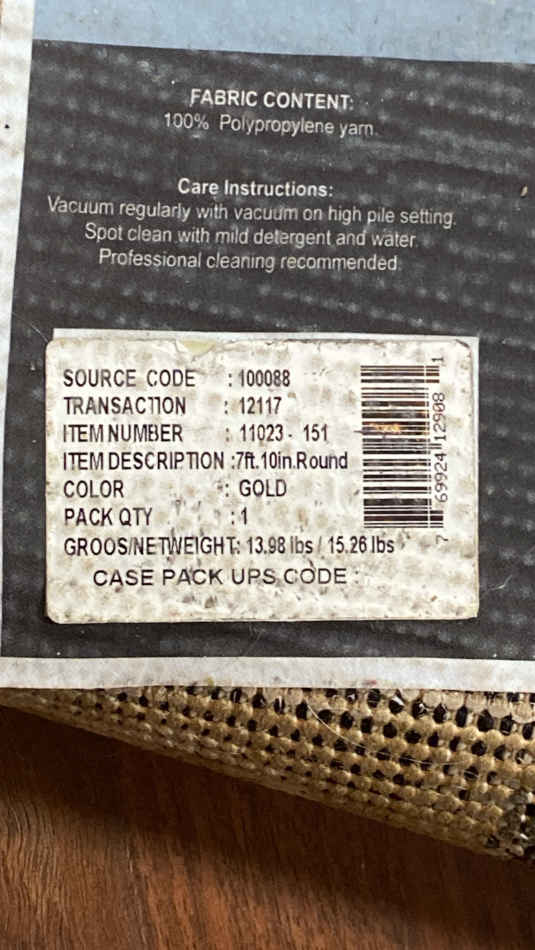 FABRIC CONTENT:
100% Polypropylene yarn.
Care Instructions:
Vacuum regularly with vacuum on high pile setting.
Spot clean with mild detergent and water.
Professional cleaning recommended.
SOURCE CODE : 100088
TRANSACTION : 12117
ITEM NUMBER : 11023 - 151
ITEM DESCRIPTION :7ft.10in.Round
COLOR : GOLD
PACK QTY : 1
GROOS/NETWEIGHT: 13.98 lbs / 15.26 lbs
CASE PACK UPS CODE :
7 69924 12908 1